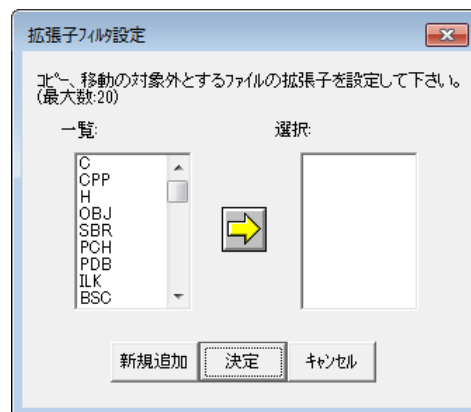 拡張子ﾌｨﾙﾀ設定
ｺﾋﾟｰ、移動の対象外とするﾌｧｲﾙの拡張子を設定して下さい。
(最大数:20)
一覧:
選択:
C
CPP
H
OBJ
SBR
PCH
PDB
ILK
BSC
新規追加
決定
ｷｬﾝｾﾙ